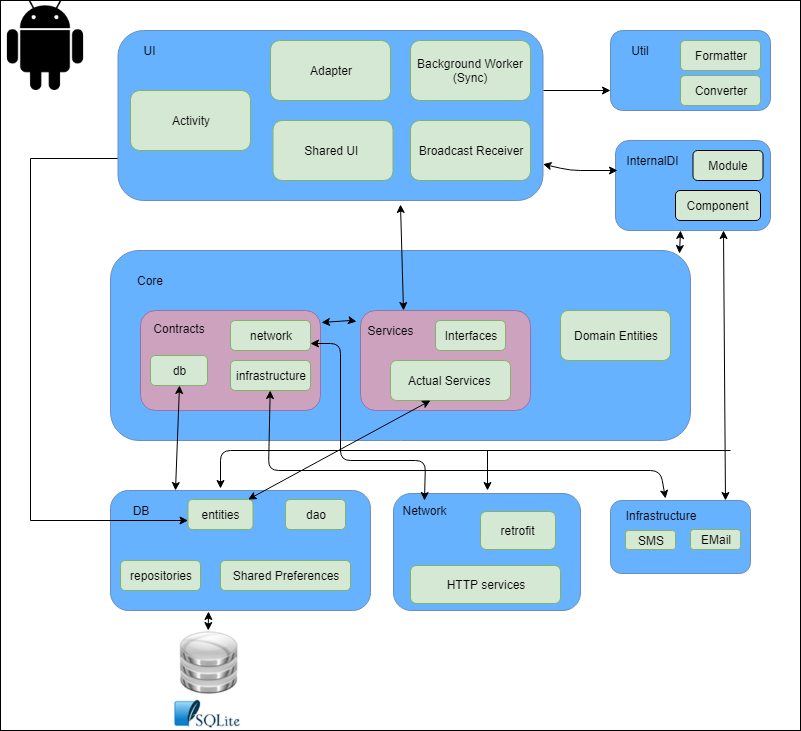 UI
Adapter
Background Worker
(Sync)
Activity
Shared UI
Broadcast Receiver
Util
Formatter
Converter
InternalDI
Module
Component
Core
Contracts
network
db
infrastructure
Services
Interfaces
Actual Services
Domain Entities
DB
entities
dao
repositories
Shared Preferences
Network
retrofit
HTTP services
Infrastructure
SMS
EMail
SQLite